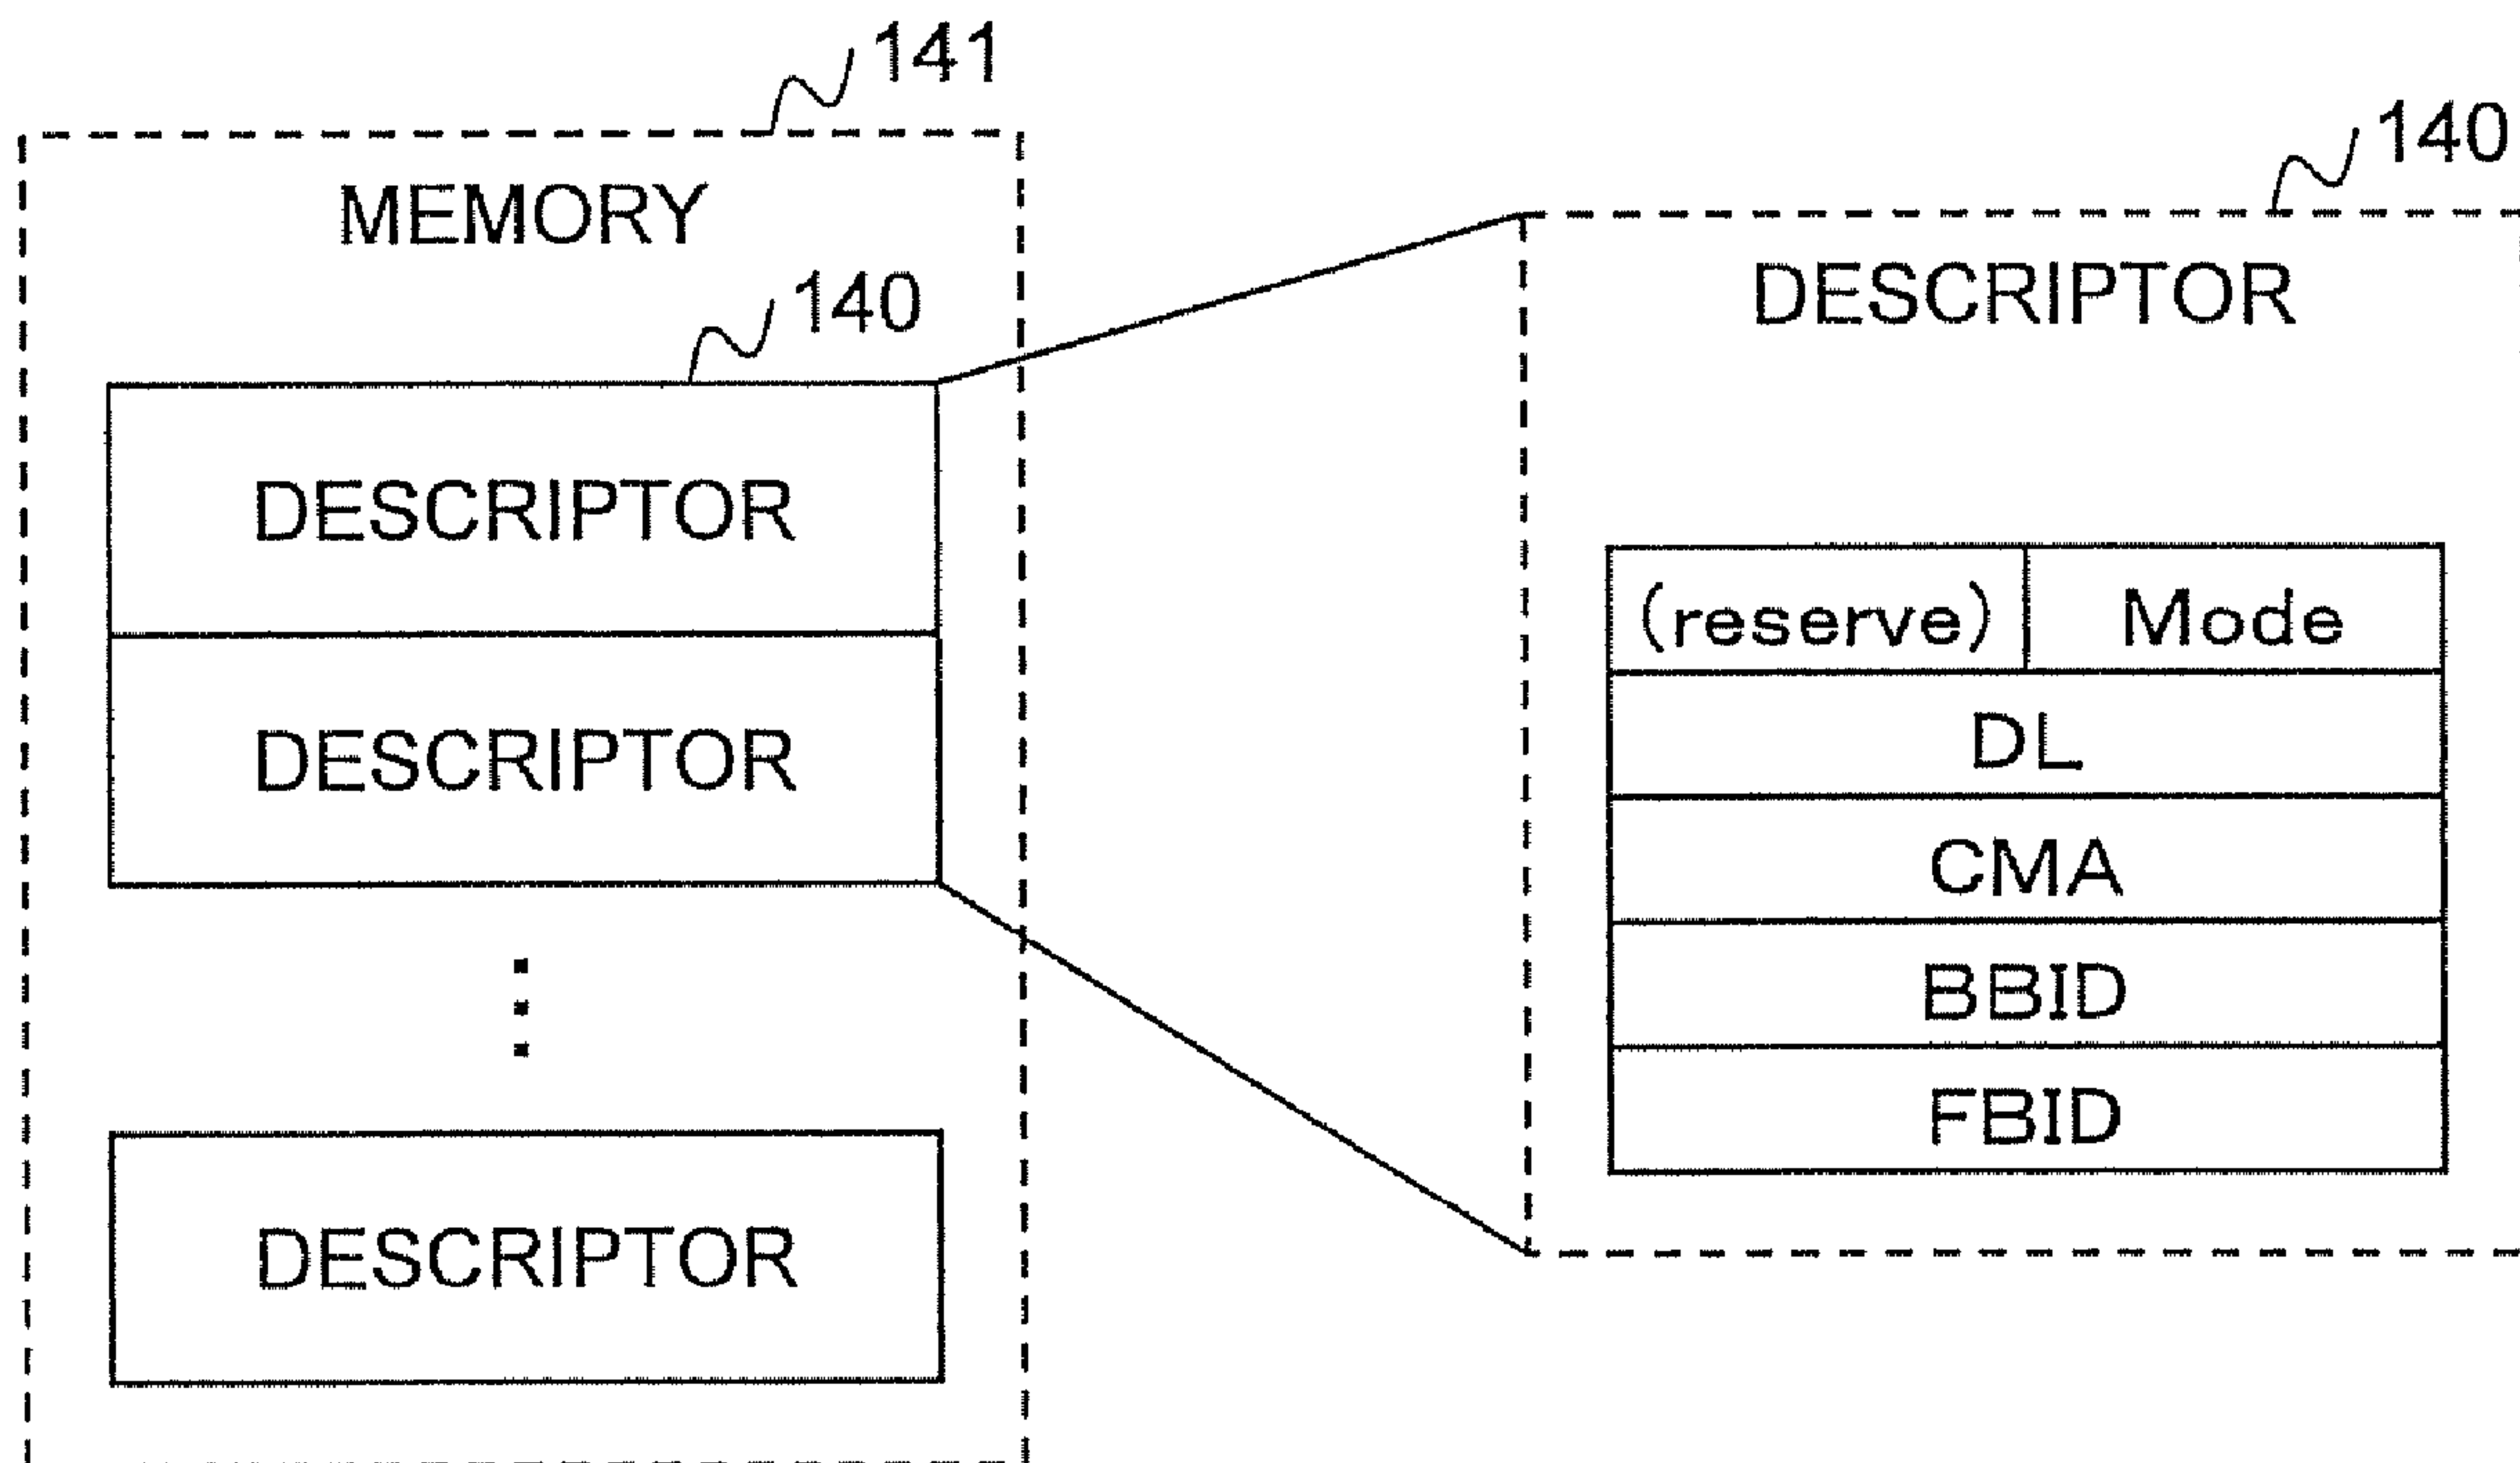 141
MEMORY
140
DESCRIPTOR
DESCRIPTOR
DESCRIPTOR
140
DESCRIPTOR
(reserve) Mode
DL
CMA
BBID
FBID